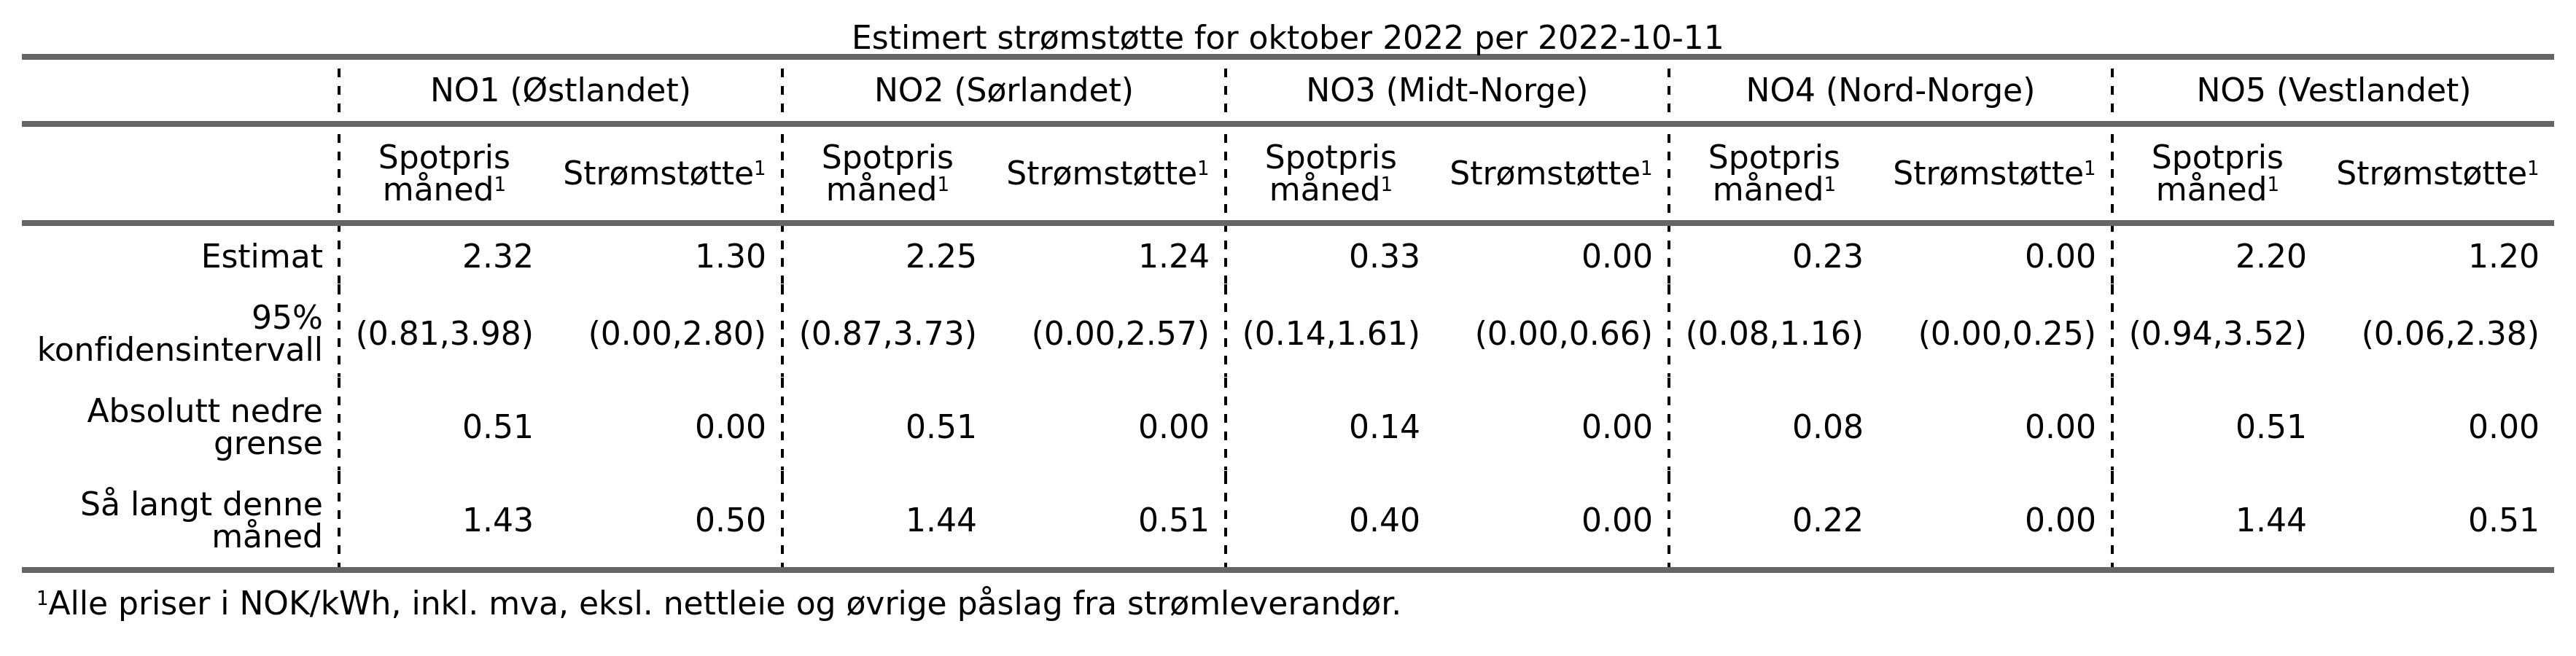 Estimert strømstøtte for oktober 2022 per 2022-10-11
NO1 (Østlandet) NO2 (Sørlandet) NO3 (Midt-Norge) NO4 (Nord-Norge) NO5 (Vestlandet)
Spotpris måned¹ Strømstøtte¹ Spotpris måned¹ Strømstøtte¹ Spotpris måned¹ Strømstøtte¹ Spotpris måned¹ Strømstøtte¹ Spotpris måned¹ Strømstøtte¹
Estimat 2.32 1.30 2.25 1.24 0.33 0.00 0.23 0.00 2.20 1.20
95%
konfidensintervall (0.81,3.98) (0.00,2.80) (0.87,3.73) (0.00,2.57) (0.14,1.61) (0.00,0.66) (0.08,1.16) (0.00,0.25) (0.94,3.52) (0.06,2.38)
Absolutt nedre
grense 0.51 0.00 0.51 0.00 0.14 0.00 0.08 0.00 0.51 0.00
Så langt denne
måned 1.43 0.50 1.44 0.51 0.40 0.00 0.22 0.00 1.44 0.51
¹Alle priser i NOK/kWh, inkl. mva, eksl. nettleie og øvrige påslag fra strømleverandør.